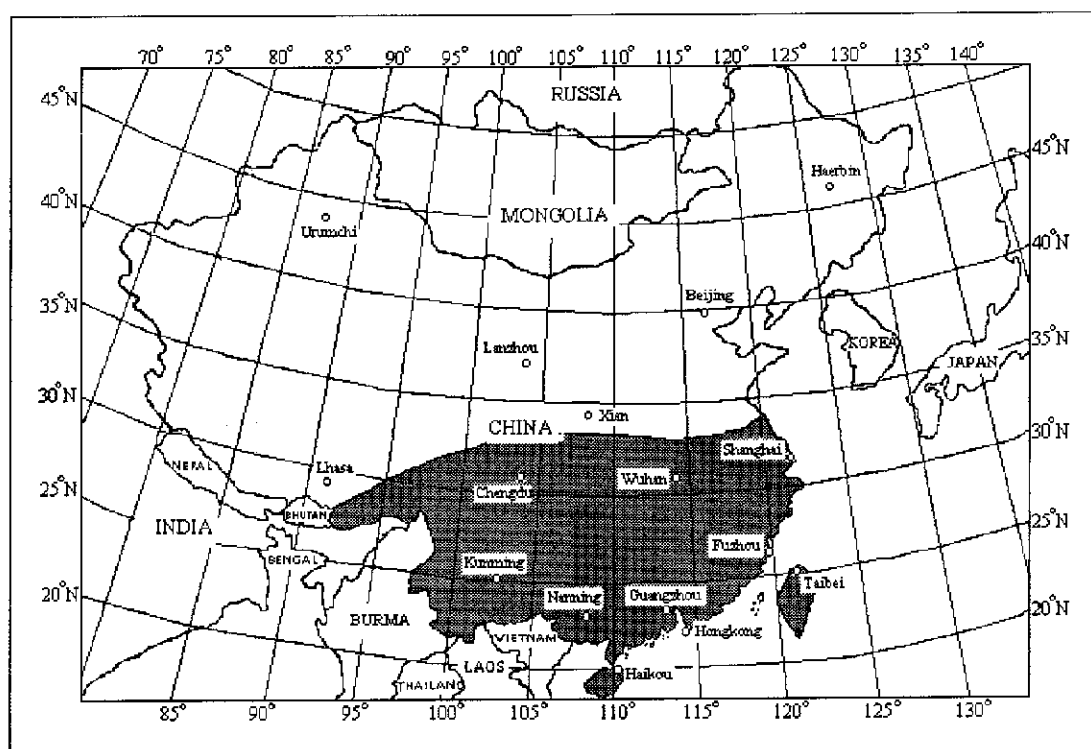 70° 75° 80° 85° 90° 95° 100° 105° 110° 115° 120° 125° 130° 135° 140°
RUSSIA
45°N
45°N
Haerbin
40°N
MONGOLIA
Urumchi
40°N
Beijing
35°N
KOREA
35°N
Lanzhou
JAPAN
30°N
Xian
CHINA
30°N
Shanghai
NEPAL
Lhasa
Wuhan
Chengdu
25°N
BHUTAN
INDIA
25°N
Fuzhou
BENGAL
Kunming
Taibei
20°N
Nanning
Guangzhou
20°N
BURMA
Hongkong
VIETNAM
LAOS
Haikou
THAILAND
85° 90° 95° 100° 105° 110° 115° 120° 125° 130°